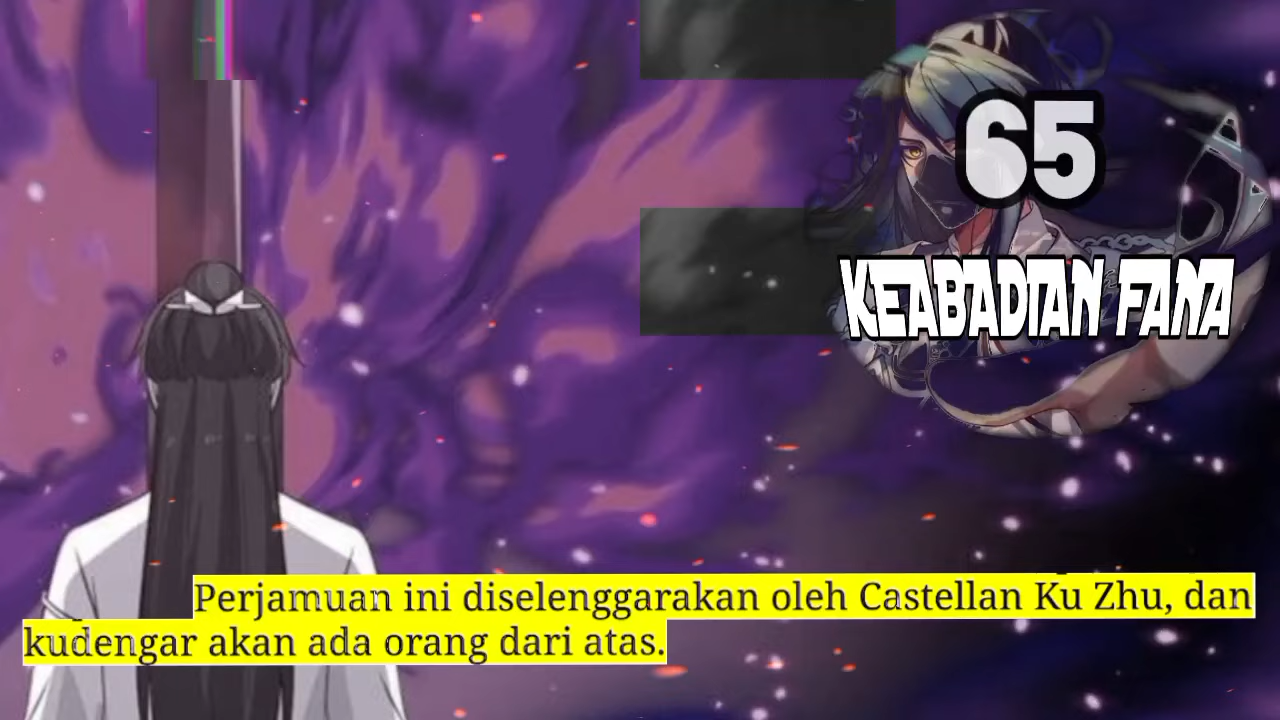 65
KEABADIAN FANA
Perjamuan ini diselenggarakan oleh Castellan Ku Zhu, dan
kudengar akan ada orang dari atas.